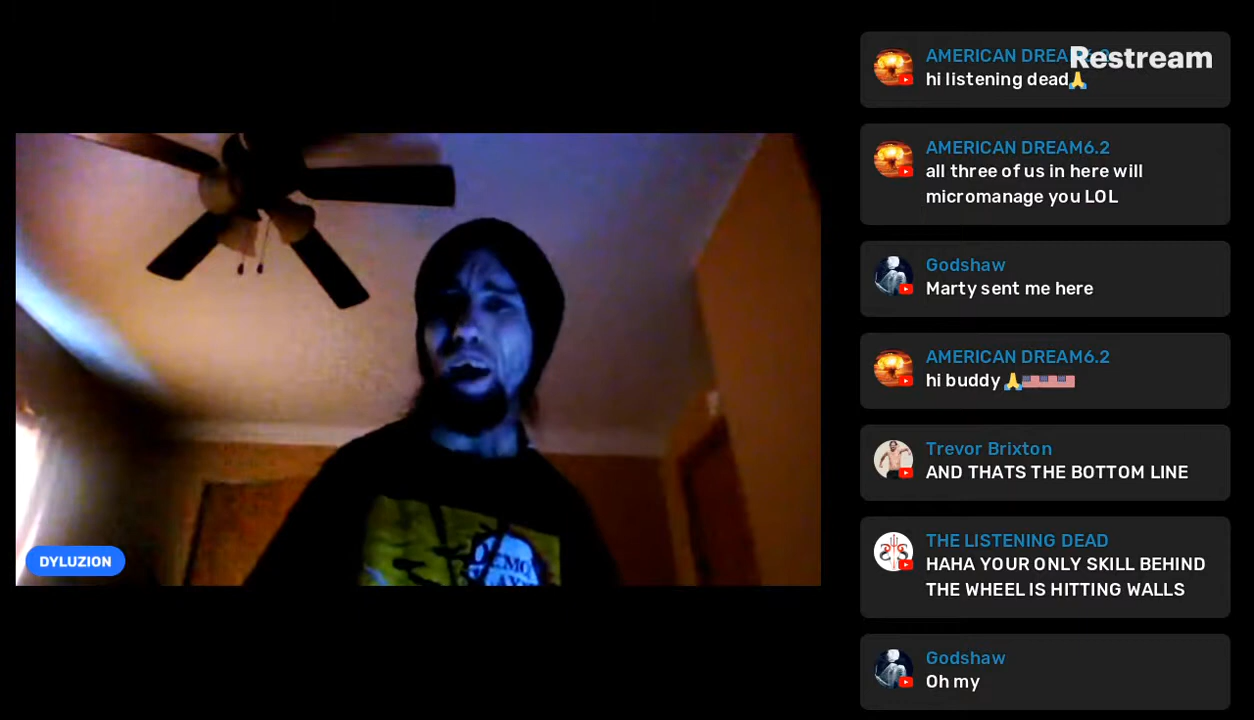 AMERICAN DREAM6.2
Restream
hi listening dead🙏
AMERICAN DREAM6.2
all three of us in here will
micromanage you LOL
Godshaw
Marty sent me here
AMERICAN DREAM6.2
hi buddy 🙏🇺🇸🇺🇸🇺🇸
Trevor Brixton
AND THATS THE BOTTOM LINE
THE LISTENING DEAD
HAHA YOUR ONLY SKILL BEHIND
THE WHEEL IS HITTING WALLS
Godshaw
Oh my
DYLUZION